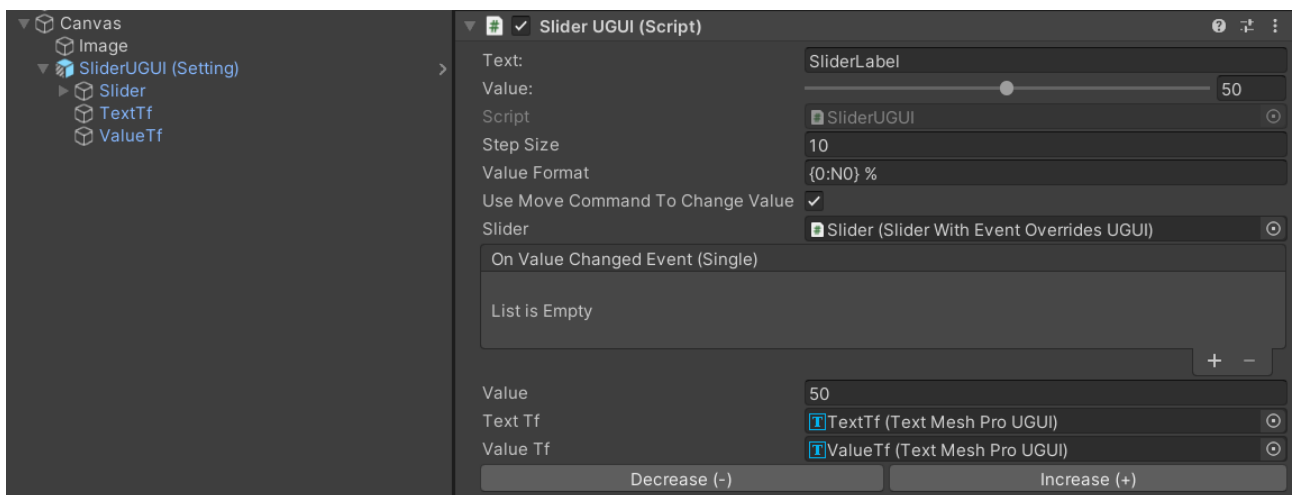 Canvas
Image
SliderUGUI (Setting)
Slider
TextTf
ValueTf
Slider UGUI (Script)
Text: SliderLabel
Value: 50
Script SliderUGUI
Step Size 10
Value Format {0:N0} %
Use Move Command To Change Value
Slider Slider (Slider With Event Overrides UGUI)
On Value Changed Event (Single)
List is Empty
+ −
Value 50
Text Tf TextTf (Text Mesh Pro UGUI)
Value Tf ValueTf (Text Mesh Pro UGUI)
Decrease (-) Increase (+)